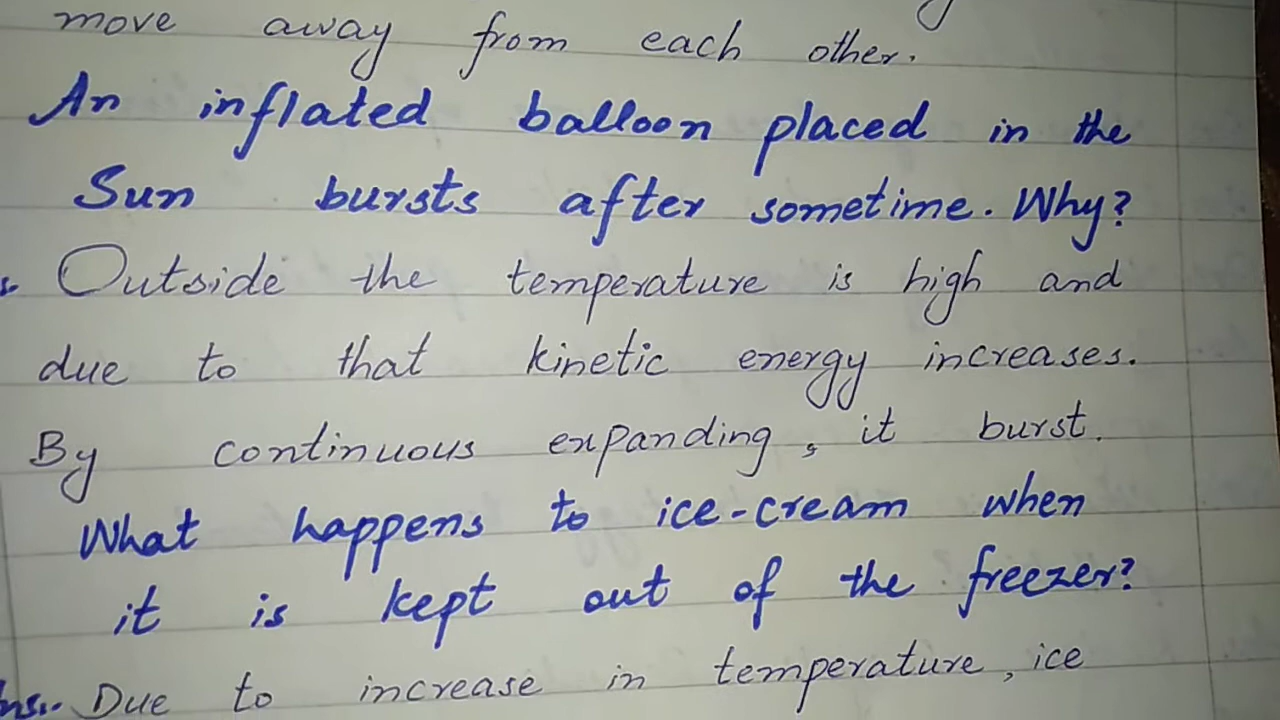 move away from each other.
An inflated balloon placed in the
Sun bursts after sometime. Why?
Outside the temperature is high and
due to that kinetic energy increases.
By continuous expanding, it burst.
What happens to ice-cream when
it is kept out of the freezer?
Ans:- Due to increase in temperature, ice